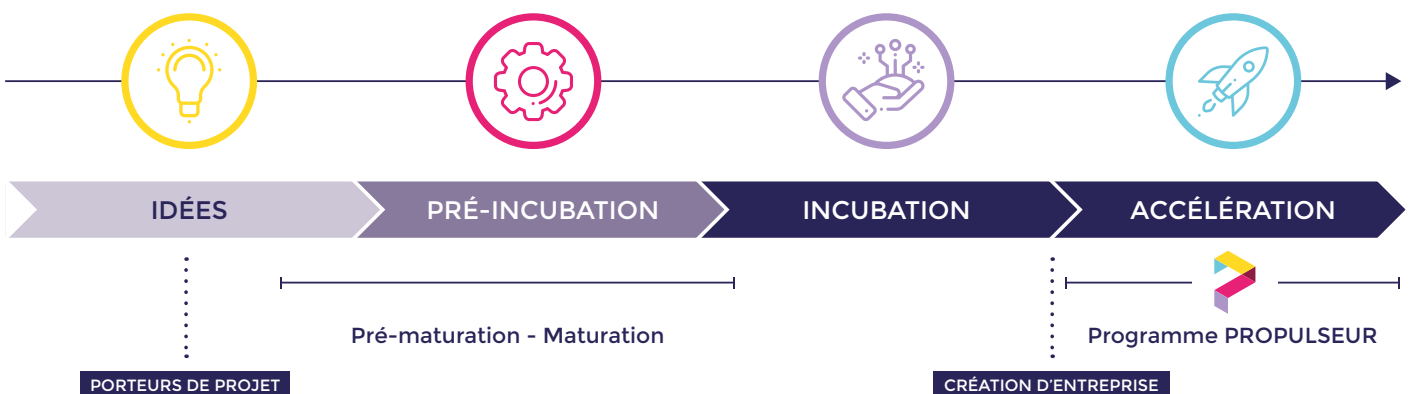 IDÉES
PRÉ-INCUBATION
INCUBATION
ACCÉLÉRATION
Pré-maturation - Maturation
Programme PROPULSEUR
PORTEURS DE PROJET
CRÉATION D'ENTREPRISE